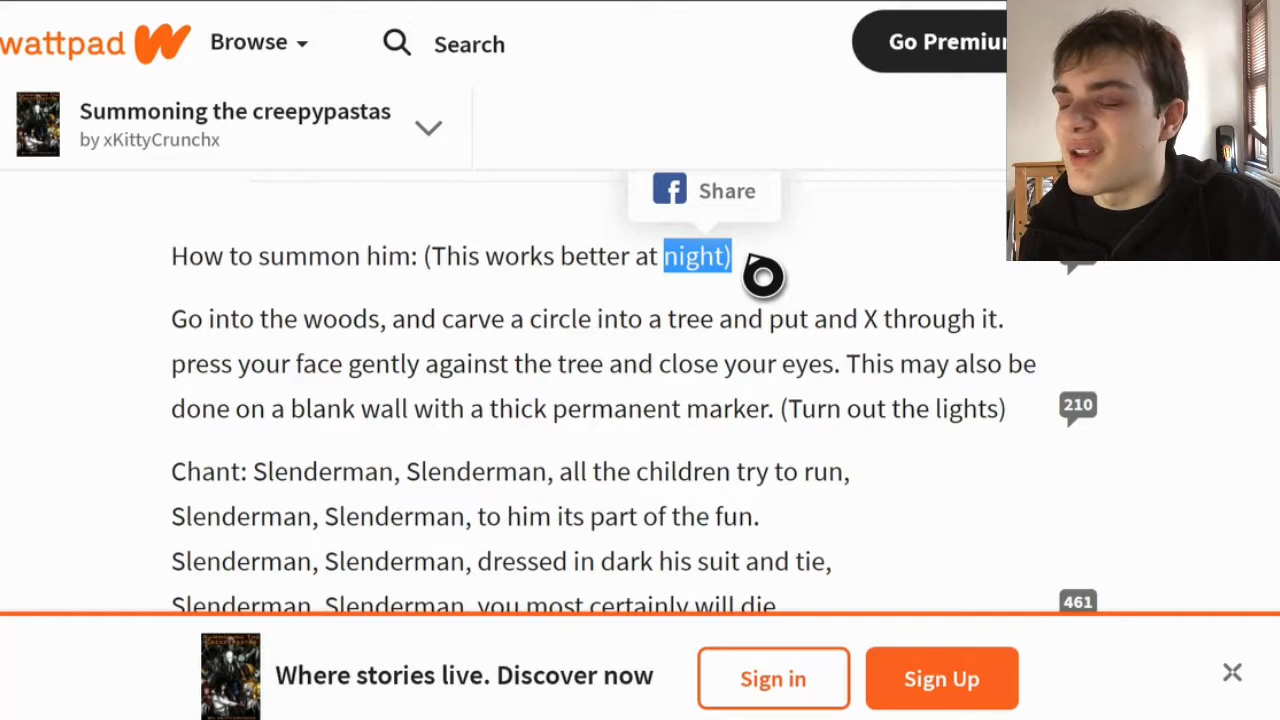 wattpad
Browse
Search
Go Premium
Summoning the creepypastas
by xKittyCrunchx
f Share
How to summon him: (This works better at night)
Go into the woods, and carve a circle into a tree and put and X through it.
press your face gently against the tree and close your eyes. This may also be
done on a blank wall with a thick permanent marker. (Turn out the lights)
210
Chant: Slenderman, Slenderman, all the children try to run,
Slenderman, Slenderman, to him its part of the fun.
Slenderman, Slenderman, dressed in dark his suit and tie,
Slenderman, Slenderman, you most certainly will die
461
Where stories live. Discover now
Sign in
Sign Up